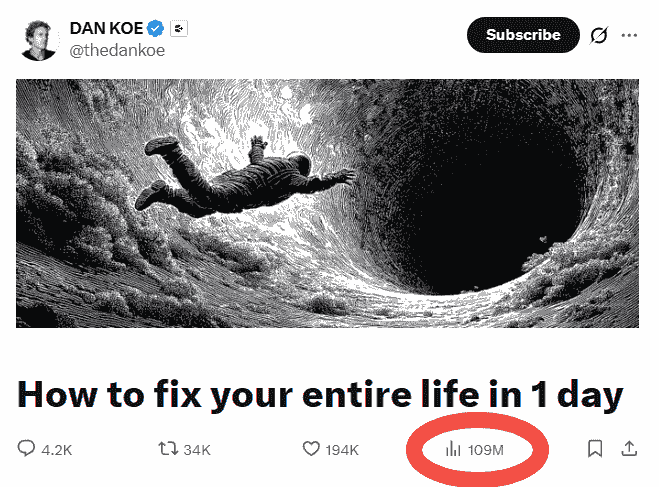 DAN KOE
@thedankoe
Subscribe
How to fix your entire life in 1 day
4.2K 34K 194K 109M